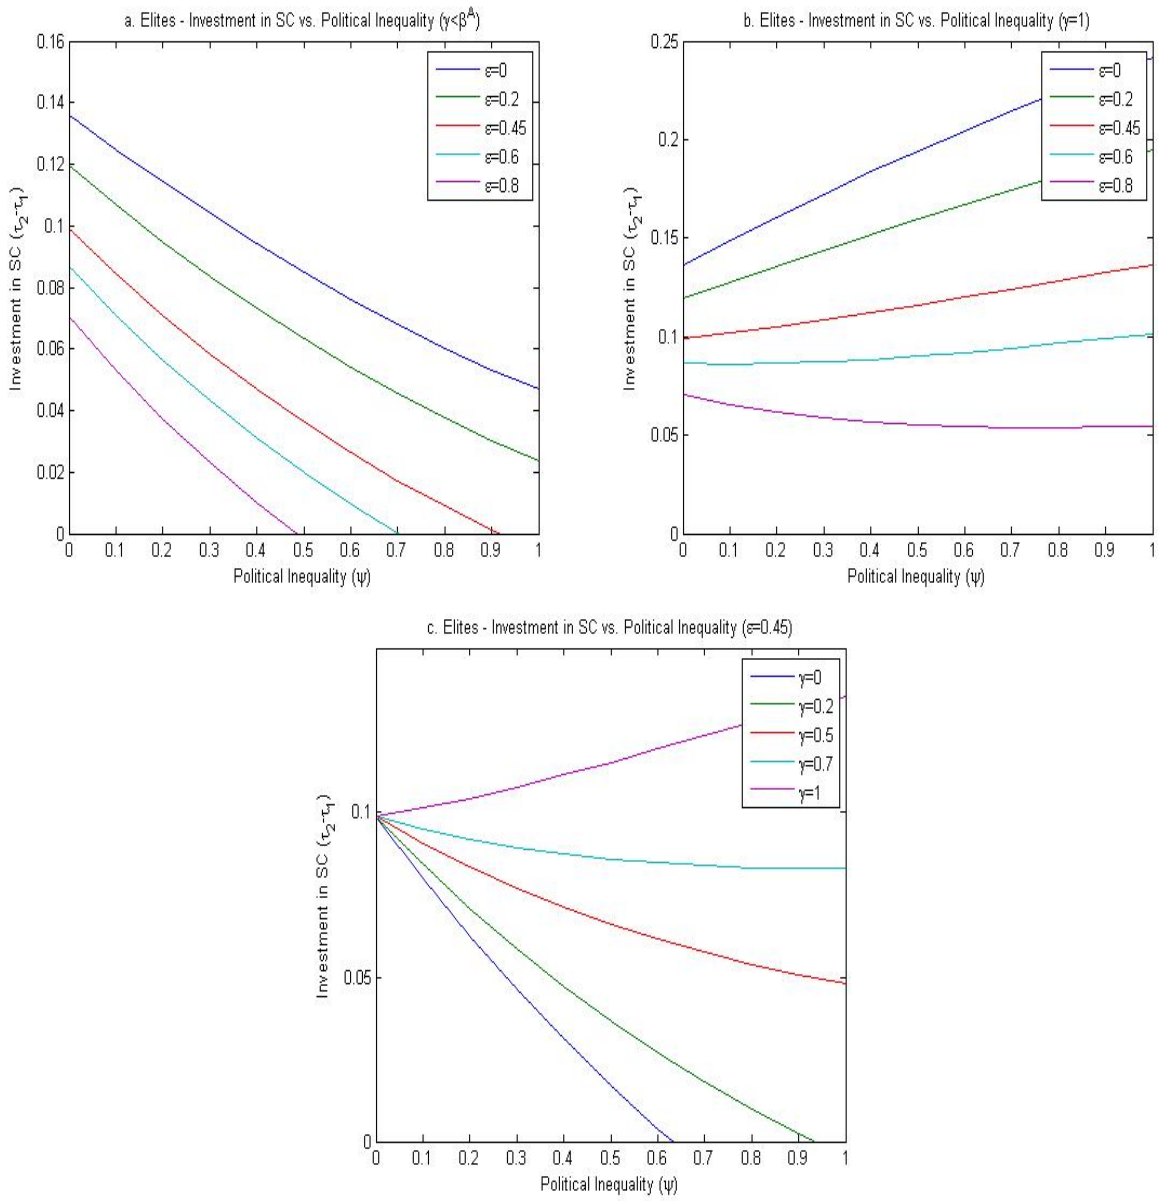 a. Elites - Investment in SC vs. Political Inequality (γ<β^A)
0.16
0.14
0.12
0.1
0.08
0.06
0.04
0.02
0
Investment in SC (τ₂-τ₁)
ε=0
ε=0.2
ε=0.45
ε=0.6
ε=0.8
0 0.1 0.2 0.3 0.4 0.5 0.6 0.7 0.8 0.9 1
Political Inequality (ψ)
b. Elites - Investment in SC vs. Political Inequality (γ=1)
0.25
0.2
0.15
0.1
0.05
0
Investment in SC (τ₂-τ₁)
ε=0
ε=0.2
ε=0.45
ε=0.6
ε=0.8
0 0.1 0.2 0.3 0.4 0.5 0.6 0.7 0.8 0.9 1
Political Inequality (ψ)
c. Elites - Investment in SC vs. Political Inequality (ε=0.45)
0.1
0.05
0
Investment in SC (τ₂-τ₁)
γ=0
γ=0.2
γ=0.5
γ=0.7
γ=1
0 0.1 0.2 0.3 0.4 0.5 0.6 0.7 0.8 0.9 1
Political Inequality (ψ)